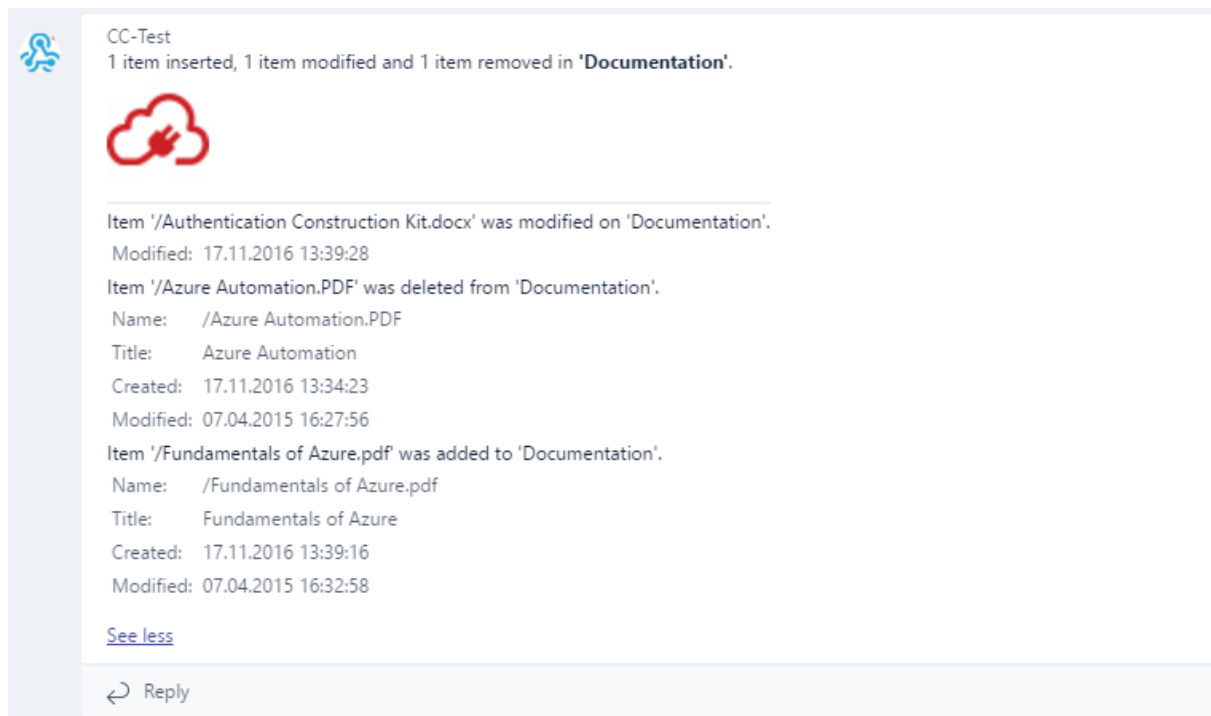 CC-Test
1 item inserted, 1 item modified and 1 item removed in 'Documentation'.
Item '/Authentication Construction Kit.docx' was modified on 'Documentation'.
Modified: 17.11.2016 13:39:28
Item '/Azure Automation.PDF' was deleted from 'Documentation'.
Name: /Azure Automation.PDF
Title: Azure Automation
Created: 17.11.2016 13:34:23
Modified: 07.04.2015 16:27:56
Item '/Fundamentals of Azure.pdf' was added to 'Documentation'.
Name: /Fundamentals of Azure.pdf
Title: Fundamentals of Azure
Created: 17.11.2016 13:39:16
Modified: 07.04.2015 16:32:58
See less
Reply